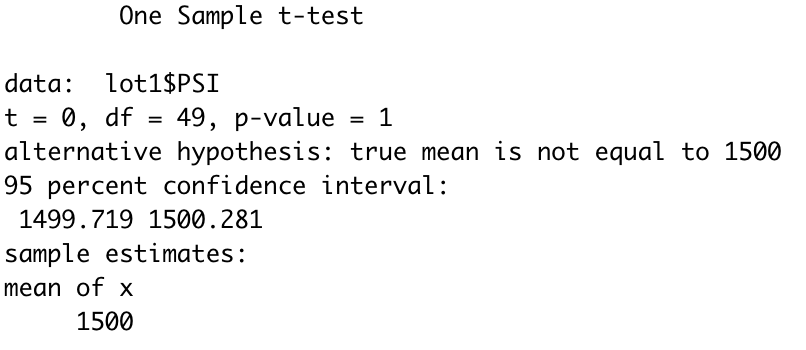 One Sample t-test
data:  lot1$PSI
t = 0, df = 49, p-value = 1
alternative hypothesis: true mean is not equal to 1500
95 percent confidence interval:
1499.719 1500.281
sample estimates:
mean of x
1500